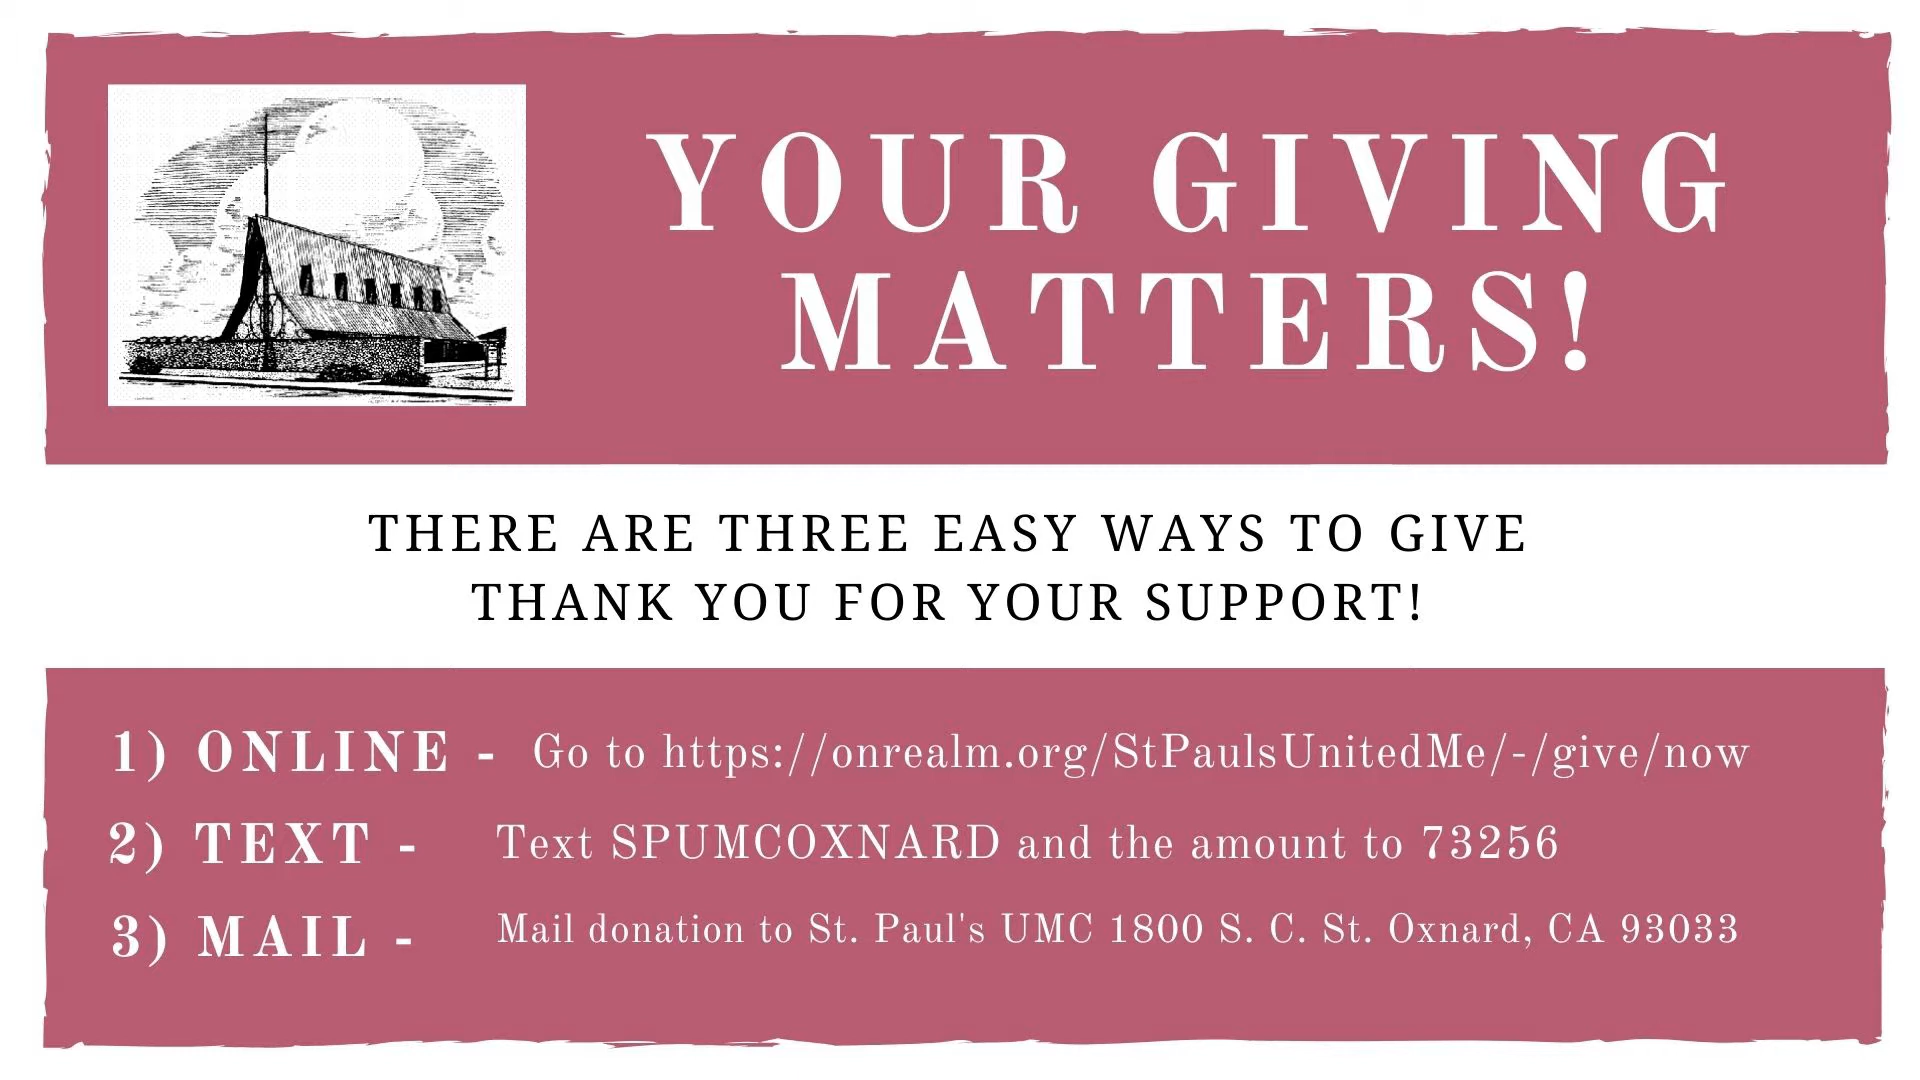 YOUR GIVING
MATTERS!
THERE ARE THREE EASY WAYS TO GIVE
THANK YOU FOR YOUR SUPPORT!
1) ONLINE - Go to https://onrealm.org/StPaulsUnitedMe/-/give/now
2) TEXT - Text SPUMCOXNARD and the amount to 73256
3) MAIL - Mail donation to St. Paul's UMC 1800 S. C. St. Oxnard, CA 93033